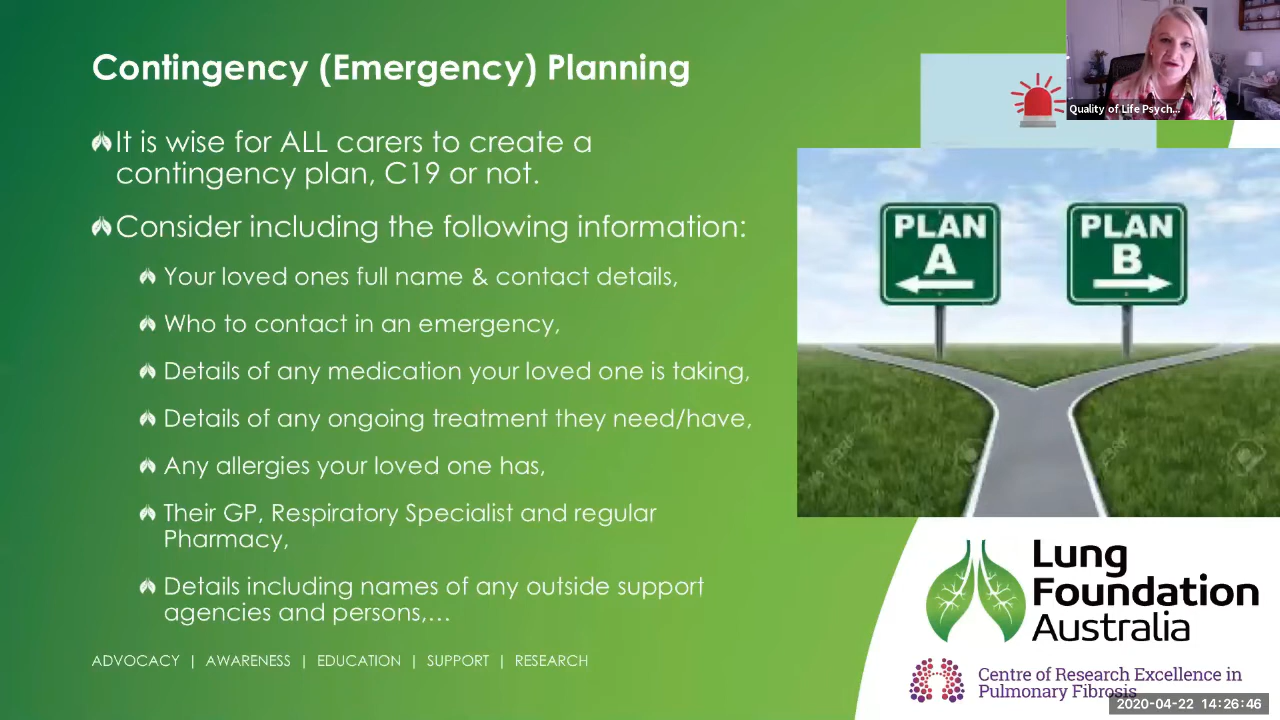 Contingency (Emergency) Planning
It is wise for ALL carers to create a
contingency plan, C19 or not.
Consider including the following information:
Your loved ones full name & contact details,
Who to contact in an emergency,
Details of any medication your loved one is taking,
Details of any ongoing treatment they need/have,
Any allergies your loved one has,
Their GP, Respiratory Specialist and regular
Pharmacy,
Details including names of any outside support
agencies and persons,...
ADVOCACY | AWARENESS | EDUCATION | SUPPORT | RESEARCH
Quality of Life Psych...
PLAN
A
PLAN
B
Lung
Foundation
Australia
Centre of Research Excellence in
Pulmonary Fibrosis
2020-04-22 14:26:46